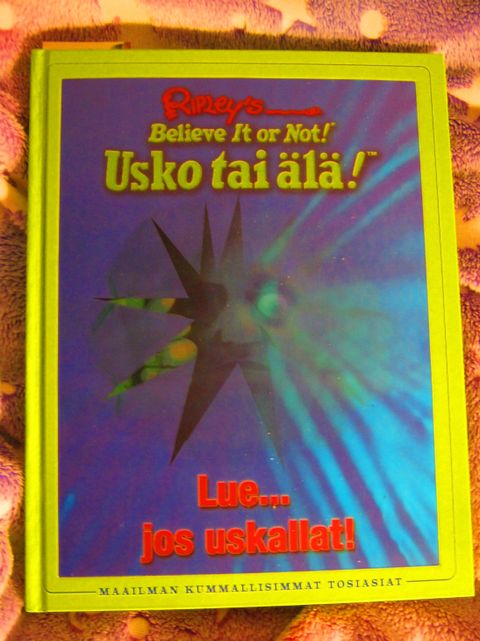 RIPLEY'S
Believe It or Not!
Usko tai älä!™
Lue...
jos uskallat!
MAAILMAN KUMMALLISIMMAT TOSIASIAT